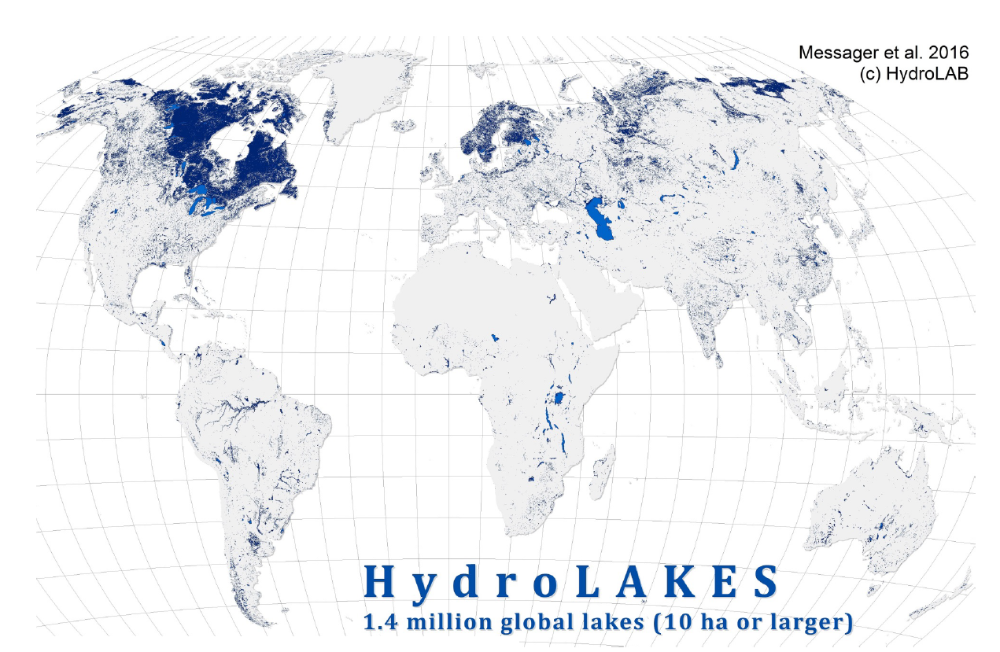 Messager et al. 2016
(c) HydroLAB
HydroLAKES
1.4 million global lakes (10 ha or larger)